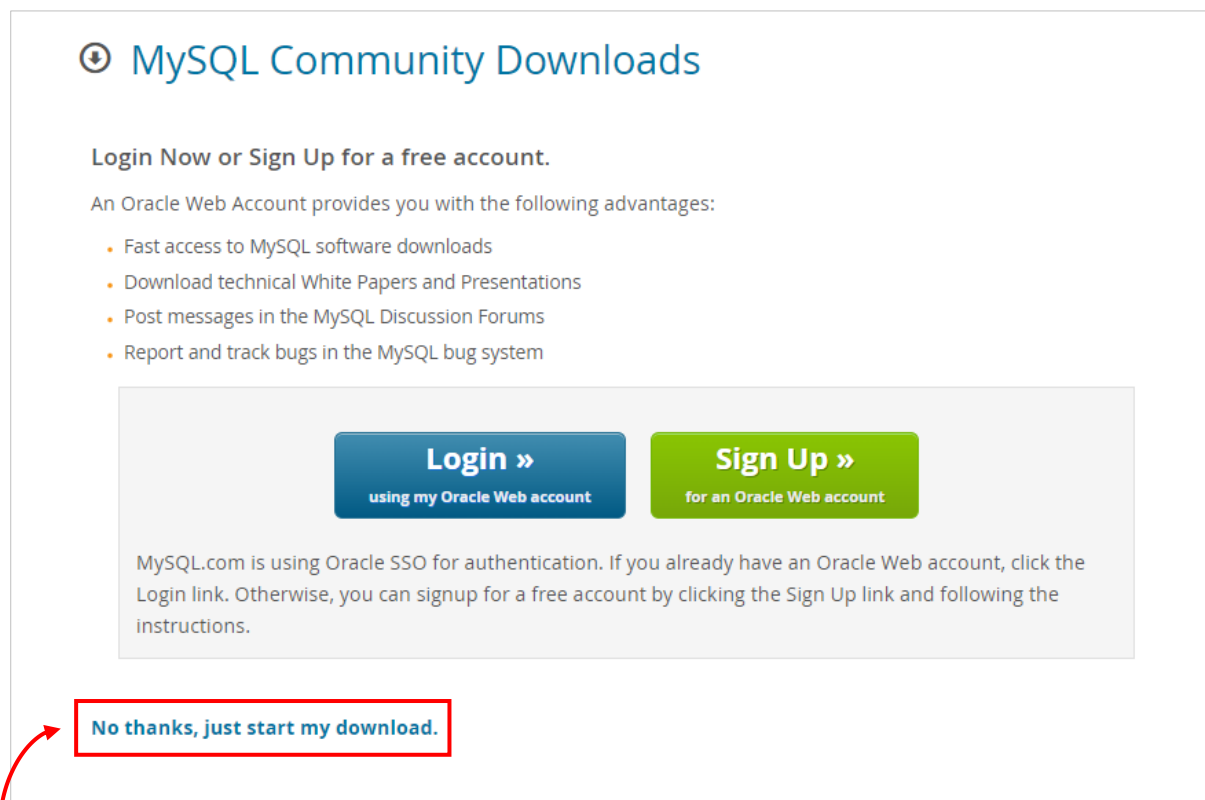 MySQL Community Downloads
Login Now or Sign Up for a free account.
An Oracle Web Account provides you with the following advantages:
Fast access to MySQL software downloads
Download technical White Papers and Presentations
Post messages in the MySQL Discussion Forums
Report and track bugs in the MySQL bug system
Login »
using my Oracle Web account
Sign Up »
for an Oracle Web account
MySQL.com is using Oracle SSO for authentication. If you already have an Oracle Web account, click the
Login link. Otherwise, you can signup for a free account by clicking the Sign Up link and following the
instructions.
No thanks, just start my download.